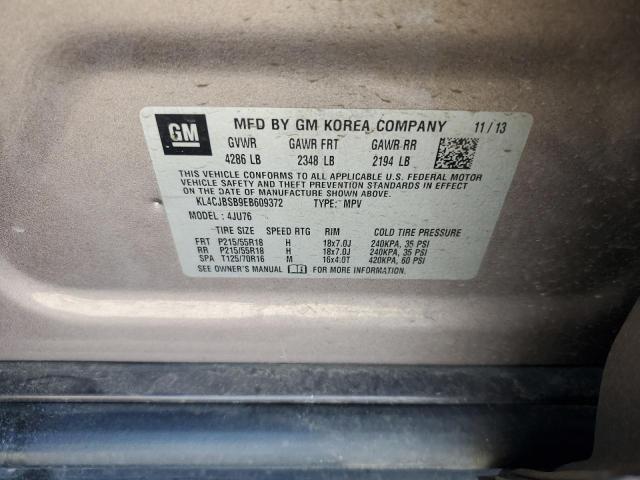 GM
MFD BY GM KOREA COMPANY 11/13
GVWR GAWR FRT GAWR RR
4286 LB 2348 LB 2194 LB
THIS VEHICLE CONFORMS TO ALL APPLICABLE U.S. FEDERAL MOTOR
VEHICLE SAFETY, BUMPER, AND THEFT PREVENTION STANDARDS IN
EFFECT ON THE DATE OF MANUFACTURE SHOWN ABOVE.
KL4CJBSB9EB609372 TYPE: MPV
MODEL: 4JU76
TIRE SIZE SPEED RTG RIM COLD TIRE PRESSURE
FRT P215/55R18 H 18x7.0J 240KPA, 35 PSI
RR P215/55R18 H 18x7.0J 240KPA, 35 PSI
SPA T125/70R16 M 16x4.0T 420KPA, 60 PSI
SEE OWNER'S MANUAL FOR MORE INFORMATION.